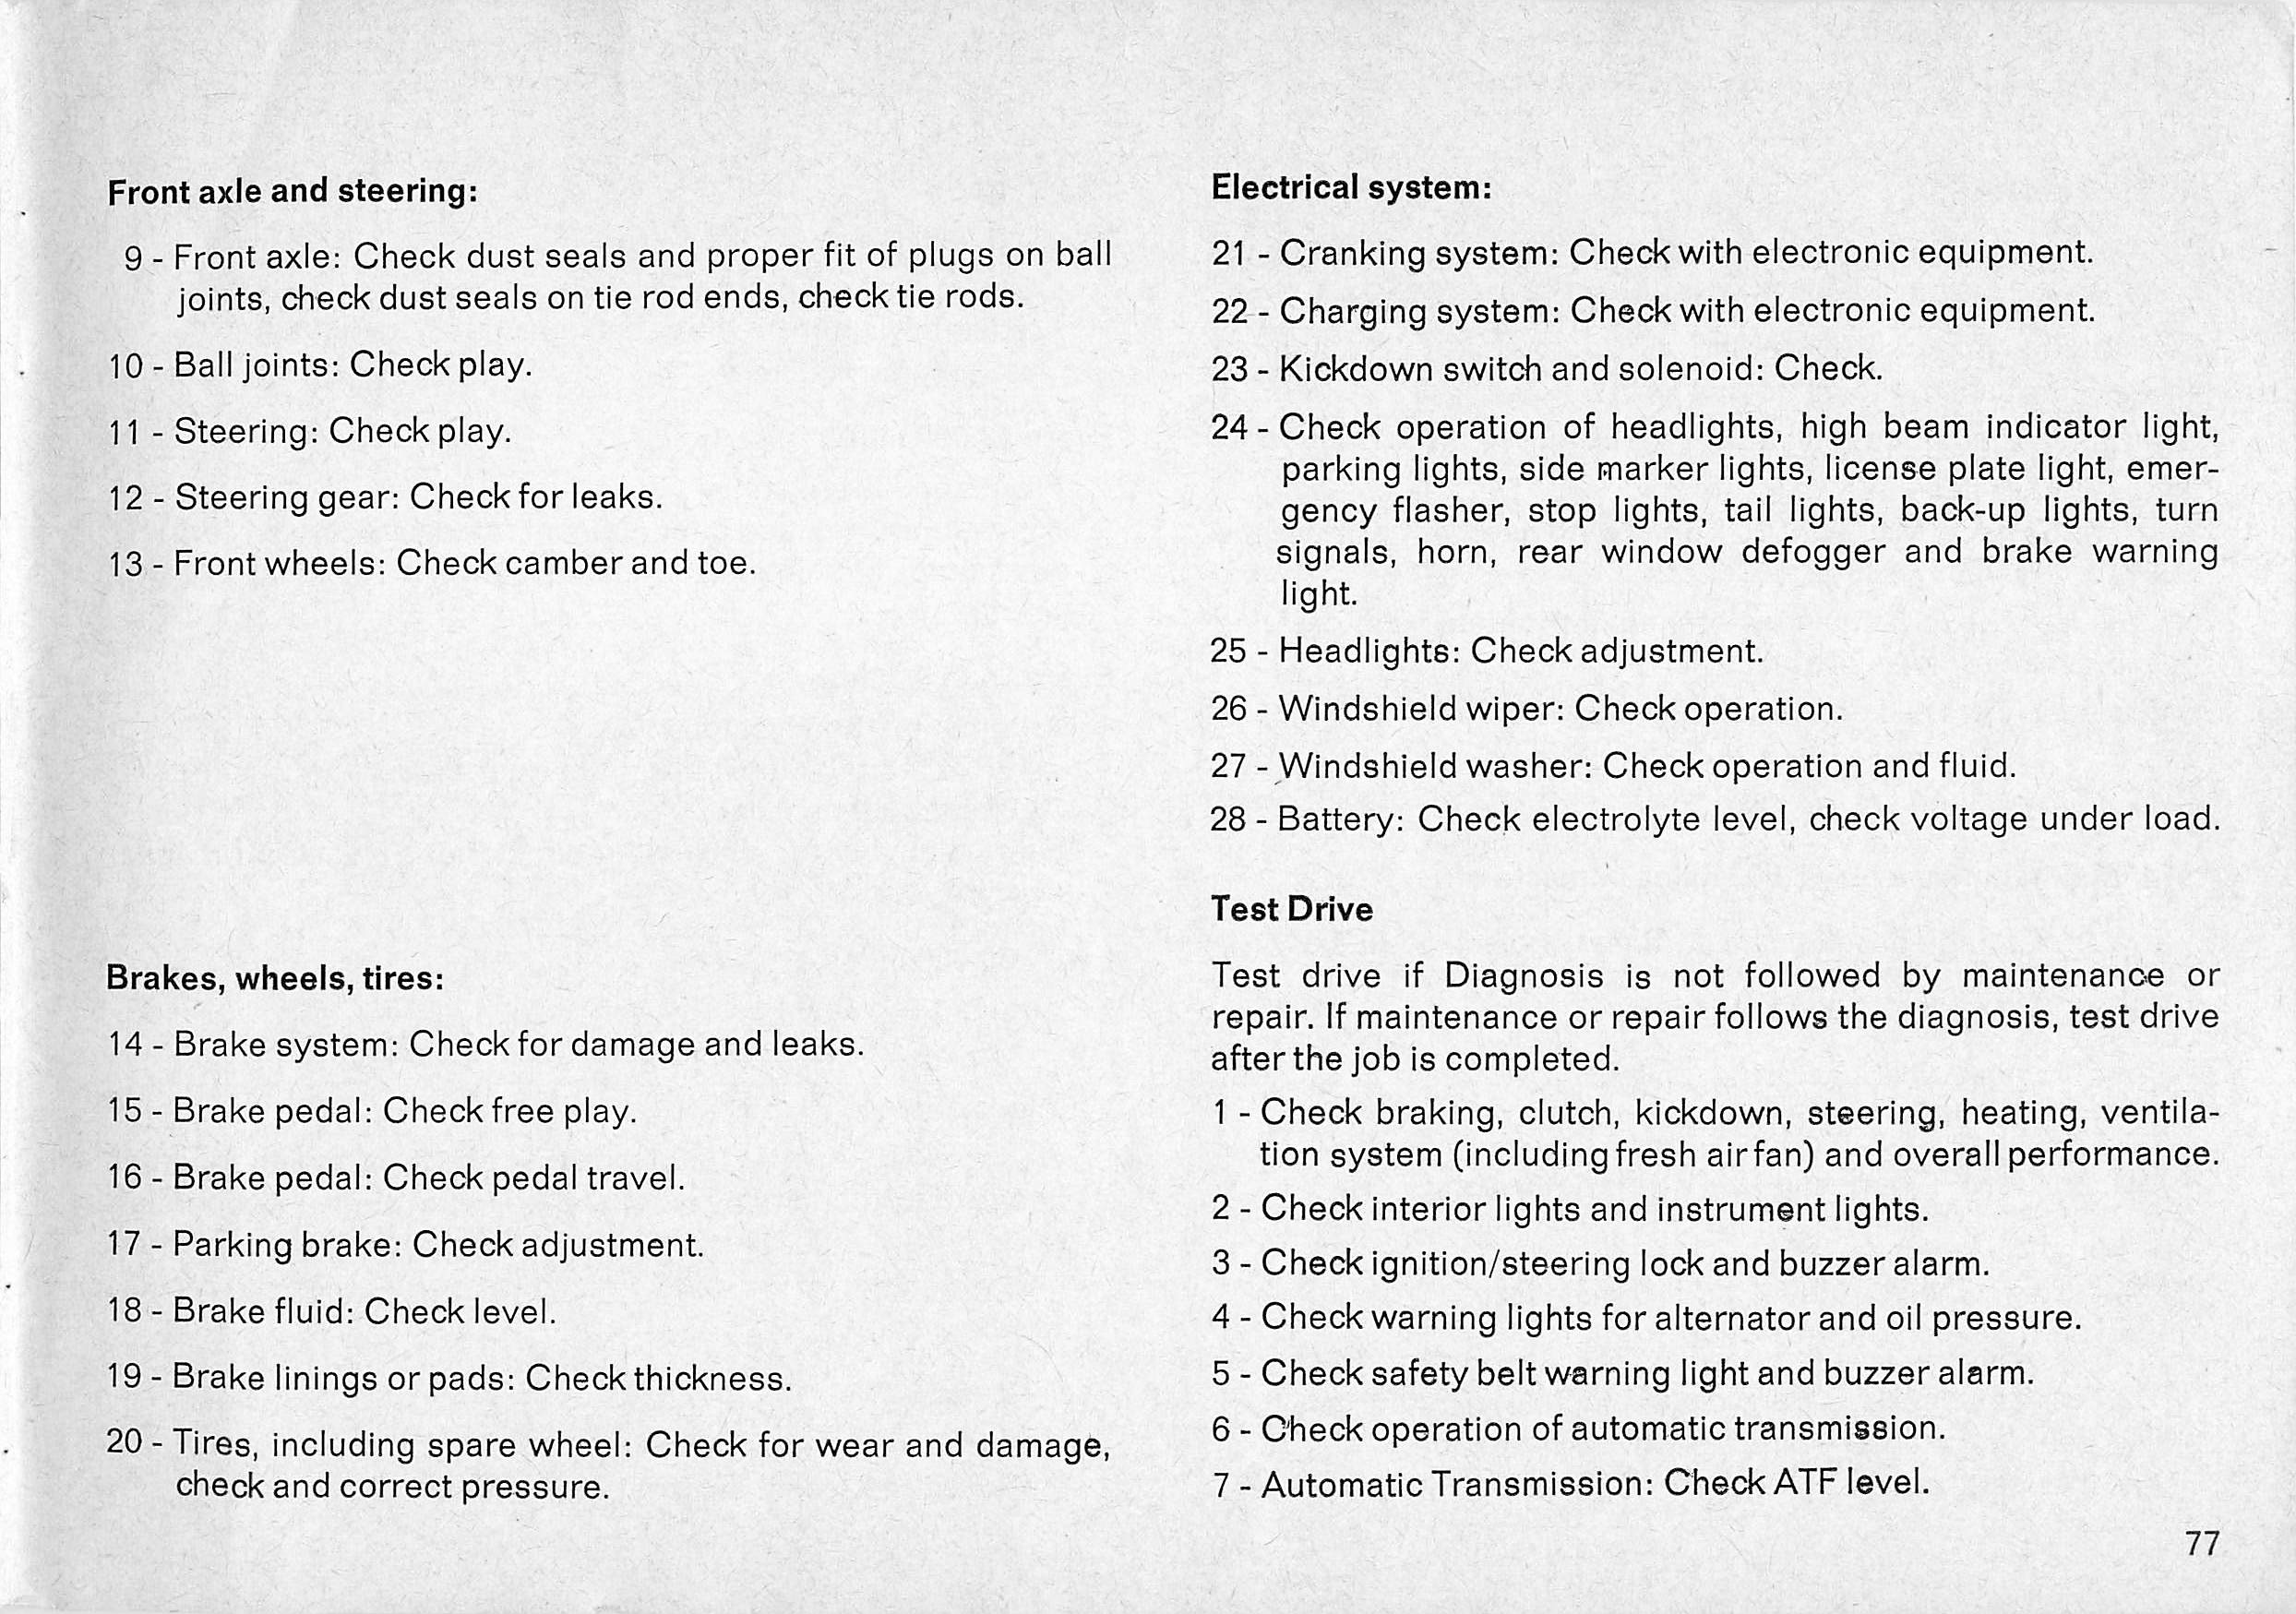 Front axle and steering:
9 - Front axle: Check dust seals and proper fit of plugs on ball
joints, check dust seals on tie rod ends, check tie rods.
10 - Ball joints: Check play.
11 - Steering: Check play.
12 - Steering gear: Check for leaks.
13 - Front wheels: Check camber and toe.
Brakes, wheels, tires:
14 - Brake system: Check for damage and leaks.
15 - Brake pedal: Check free play.
16 - Brake pedal: Check pedal travel.
17 - Parking brake: Check adjustment.
18 - Brake fluid: Check level.
19 - Brake linings or pads: Check thickness.
20 - Tires, including spare wheel: Check for wear and damage,
check and correct pressure.
Electrical system:
21 - Cranking system: Check with electronic equipment.
22 - Charging system: Check with electronic equipment.
23 - Kickdown switch and solenoid: Check.
24 - Check operation of headlights, high beam indicator light,
parking lights, side marker lights, license plate light, emer-
gency flasher, stop lights, tail lights, back-up lights, turn
signals, horn, rear window defogger and brake warning
light.
25 - Headlights: Check adjustment.
26 - Windshield wiper: Check operation.
27 - Windshield washer: Check operation and fluid.
28 - Battery: Check electrolyte level, check voltage under load.
Test Drive
Test drive if Diagnosis is not followed by maintenance or
repair. If maintenance or repair follows the diagnosis, test drive
after the job is completed.
1 - Check braking, clutch, kickdown, steering, heating, ventila-
tion system (including fresh air fan) and overall performance.
2 - Check interior lights and instrument lights.
3 - Check ignition/steering lock and buzzer alarm.
4 - Check warning lights for alternator and oil pressure.
5 - Check safety belt warning light and buzzer alarm.
6 - Check operation of automatic transmission.
7 - Automatic Transmission: Check ATF level.
77